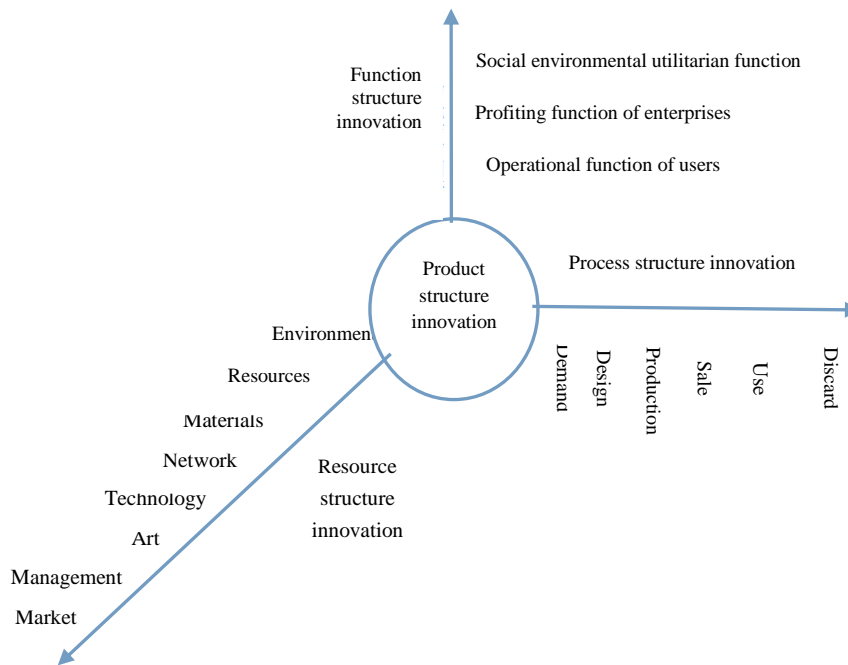 Function
structure
innovation
Social environmental utilitarian function
Profiting function of enterprises
Operational function of users
Product
structure
innovation
Process structure innovation
Demand
Design
Production
Sale
Use
Discard
Environmen
Resources
Materials
Network
Technology
Art
Management
Market
Resource
structure
innovation